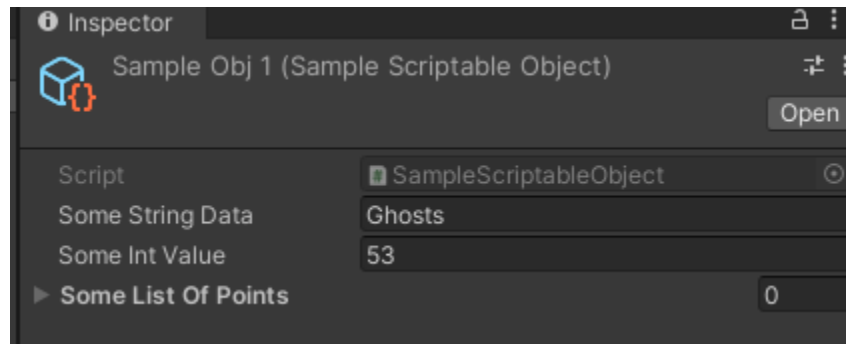 Inspector
Sample Obj 1 (Sample Scriptable Object)
Open
Script SampleScriptableObject
Some String Data Ghosts
Some Int Value 53
Some List Of Points 0